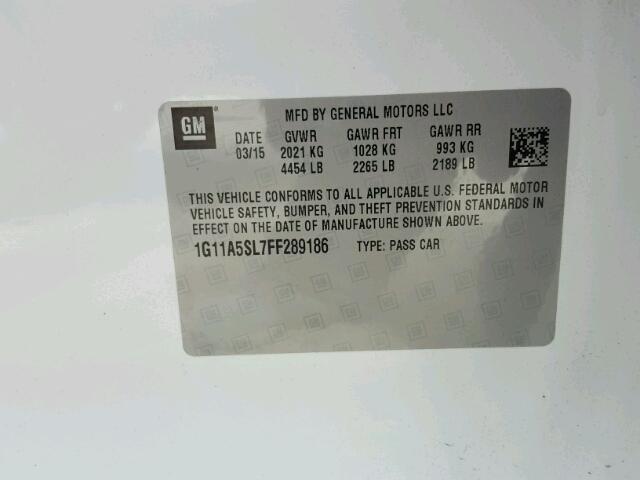 GM
MFD BY GENERAL MOTORS LLC
DATE GVWR GAWR FRT GAWR RR
03/15 2021 KG 1028 KG 993 KG
4454 LB 2265 LB 2189 LB
THIS VEHICLE CONFORMS TO ALL APPLICABLE U.S. FEDERAL MOTOR
VEHICLE SAFETY, BUMPER, AND THEFT PREVENTION STANDARDS IN
EFFECT ON THE DATE OF MANUFACTURE SHOWN ABOVE.
1G11A5SL7FF289186 TYPE: PASS CAR